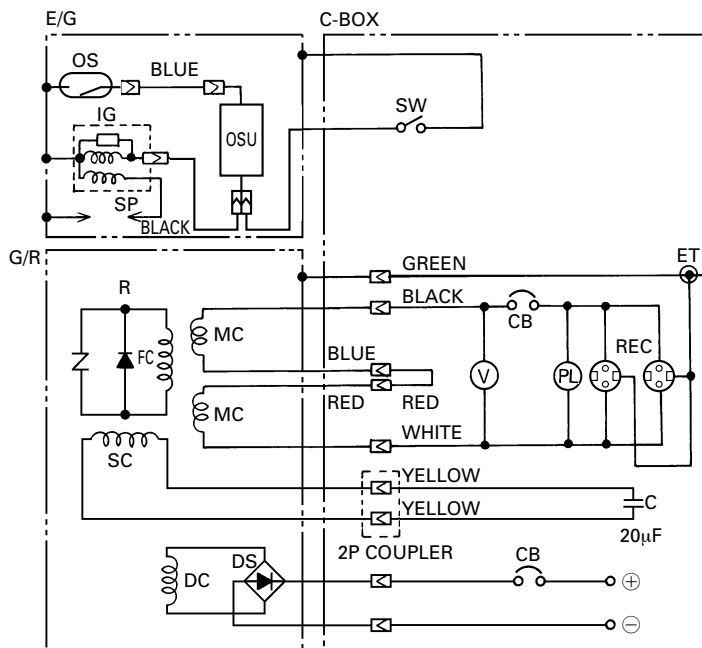 E/G
C-BOX
OS
BLUE
IG
OSU
SW
SP
BLACK
G/R
GREEN
ET
R
BLACK
MC
CB
FC
BLUE
REC
V
PL
RED
RED
MC
WHITE
SC
YELLOW
YELLOW
C
20μF
2P COUPLER
DC
DS
CB
+
−